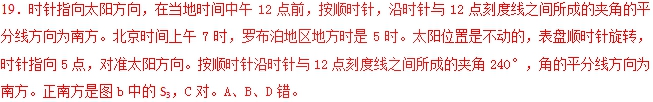 19．时针指向太阳方向，在当地时间中午 12 点前，按顺时针，沿时针与 12 点刻度线之间所成的夹角的平
分线方向为南方。北京时间上午 7 时，罗布泊地区地方时是 5 时。太阳位置是不动的，表盘顺时针旋转，
时针指向 5 点，对准太阳方向。按顺时针沿时针与 12 点刻度线之间所成的夹角 240°，角的平分线方向为
南方。正南方是图 b 中的 S₃，C 对。A、B、D 错。